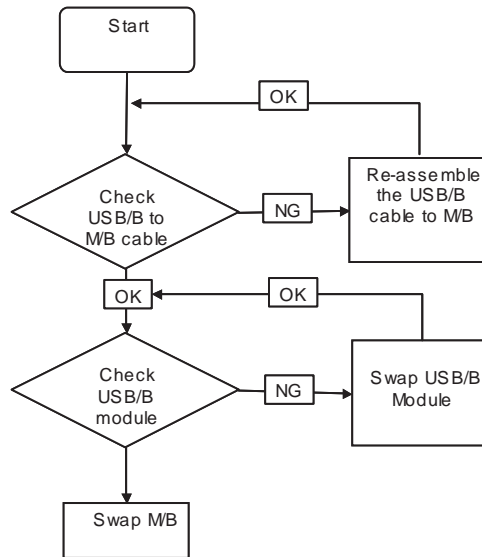 Start
OK
Check
USB/B to
M/B cable
NG
Re-assemble
the USB/B
cable to M/B
OK
OK
Check
USB/B
module
NG
Swap USB/B
Module
Swap M/B